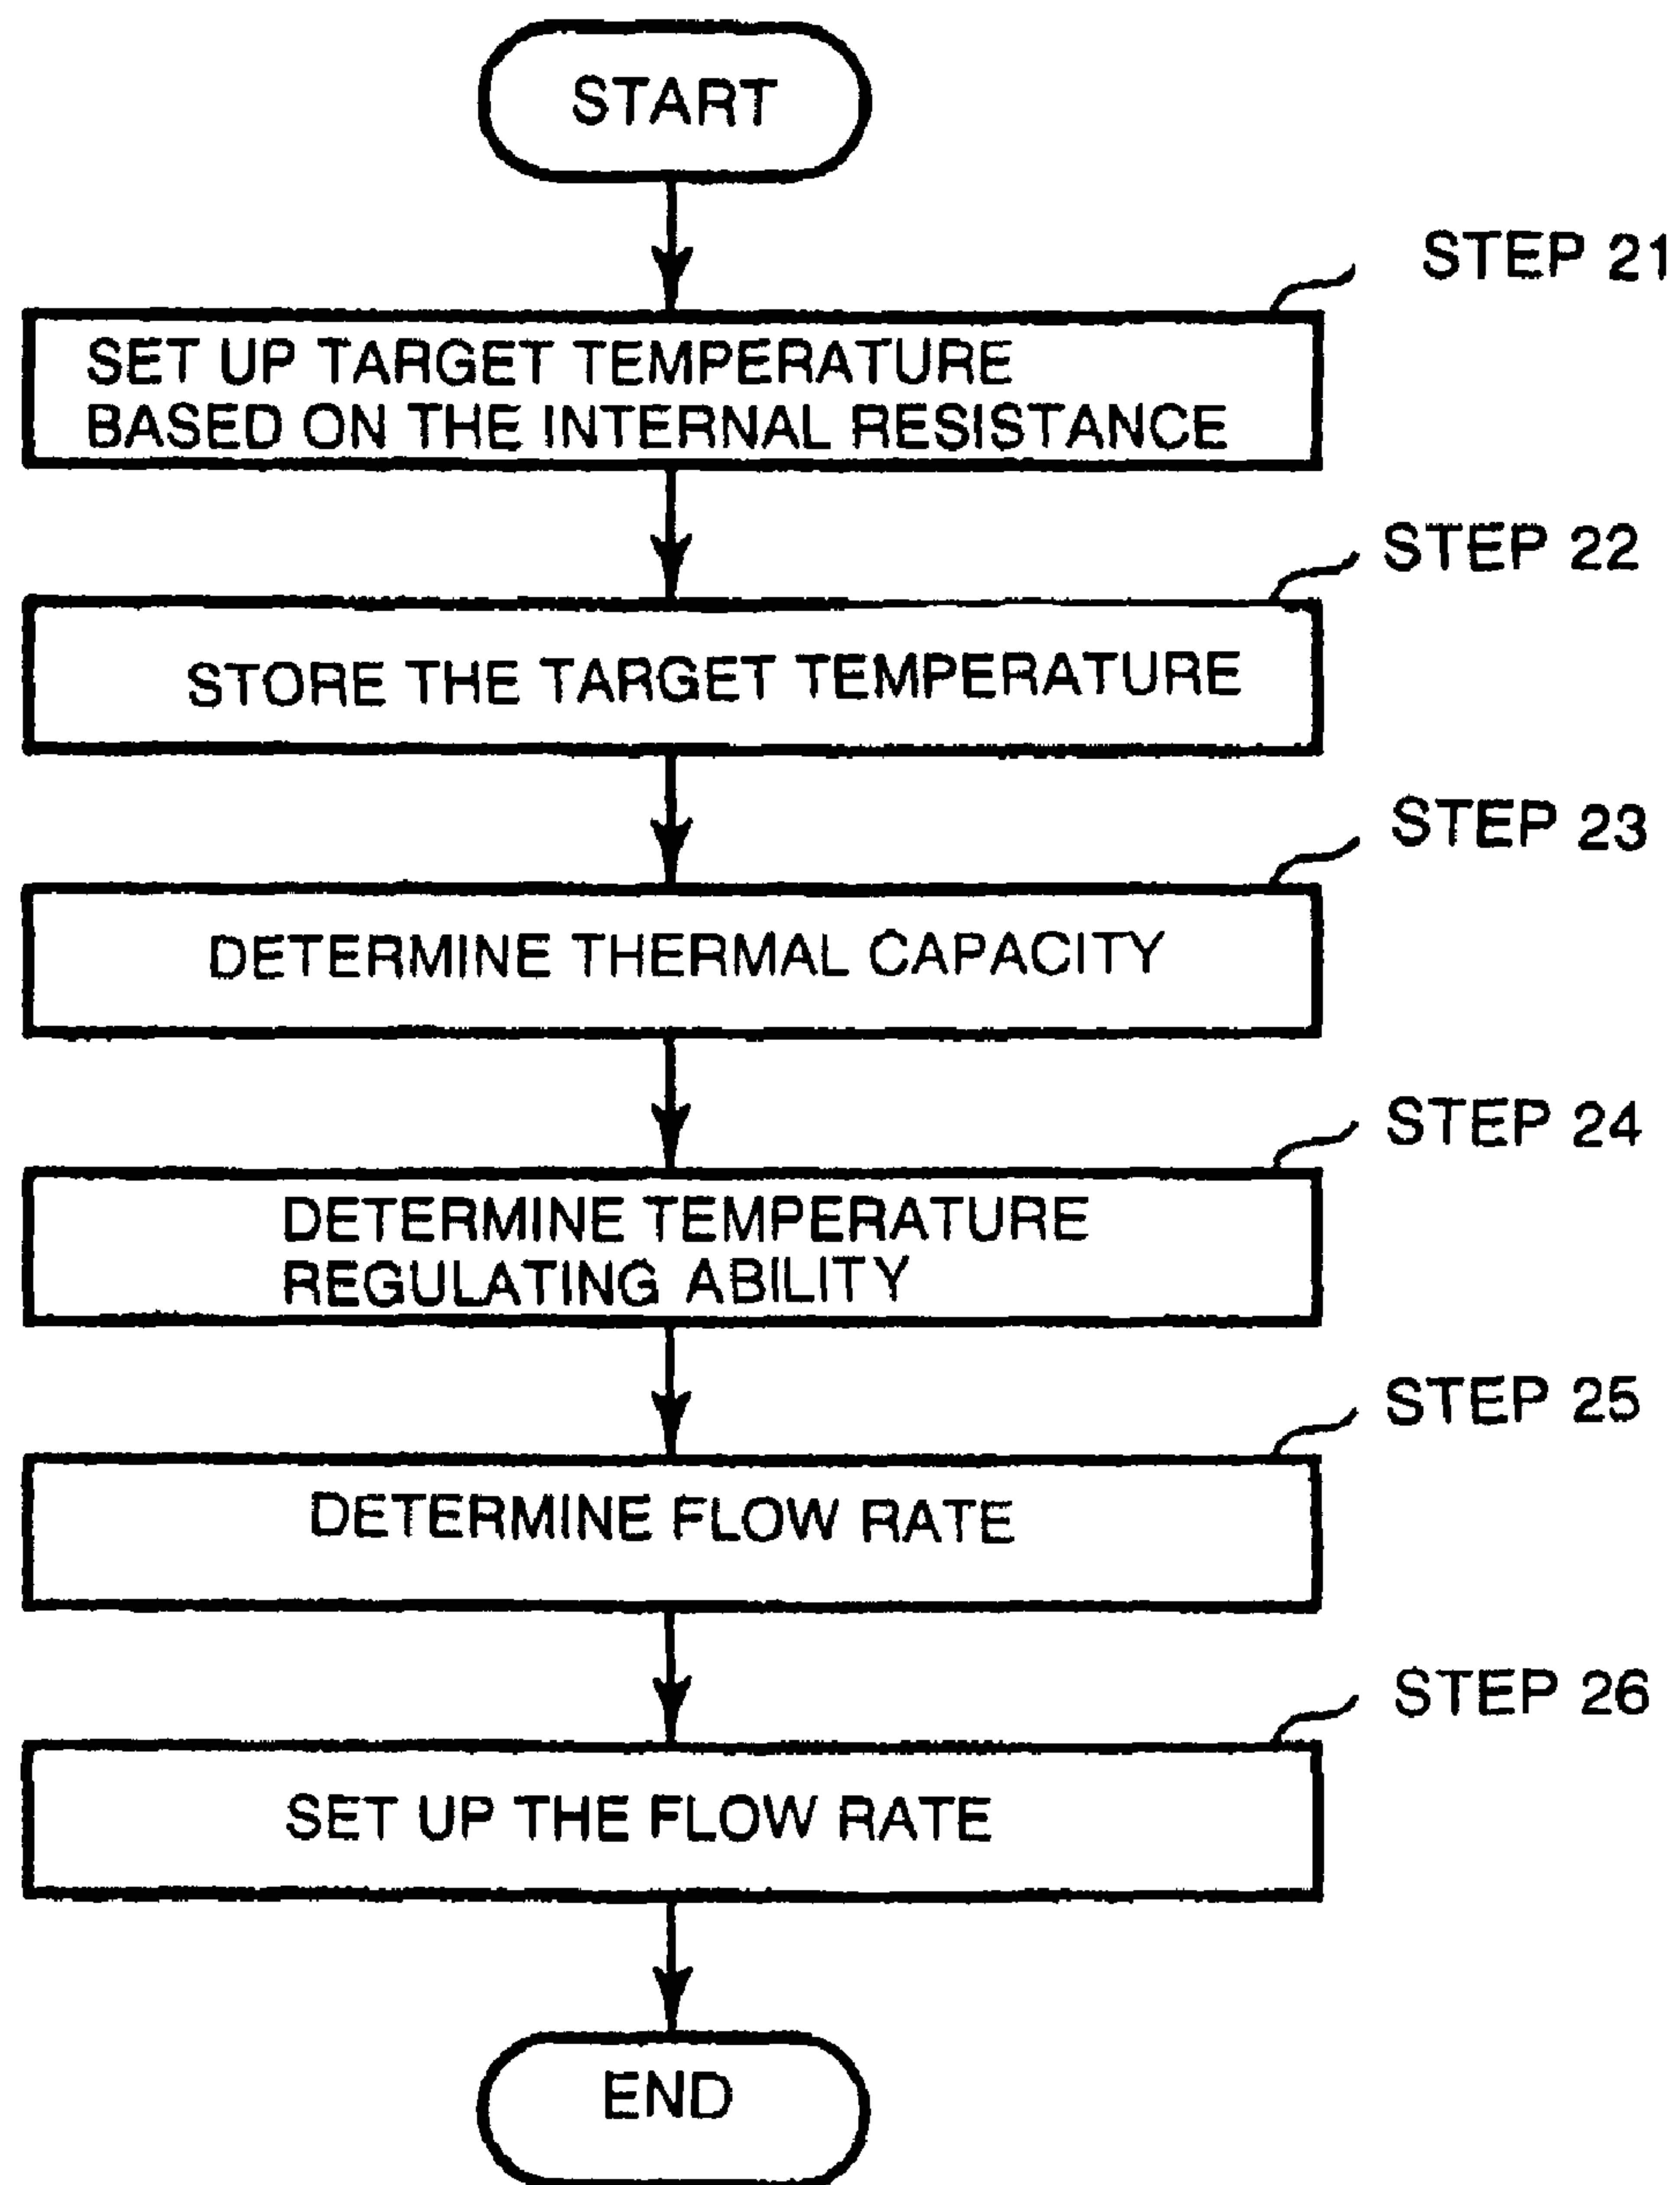 START
STEP 21
SET UP TARGET TEMPERATURE
BASED ON THE INTERNAL RESISTANCE
STEP 22
STORE THE TARGET TEMPERATURE
STEP 23
DETERMINE THERMAL CAPACITY
STEP 24
DETERMINE TEMPERATURE
REGULATING ABILITY
STEP 25
DETERMINE FLOW RATE
STEP 26
SET UP THE FLOW RATE
END